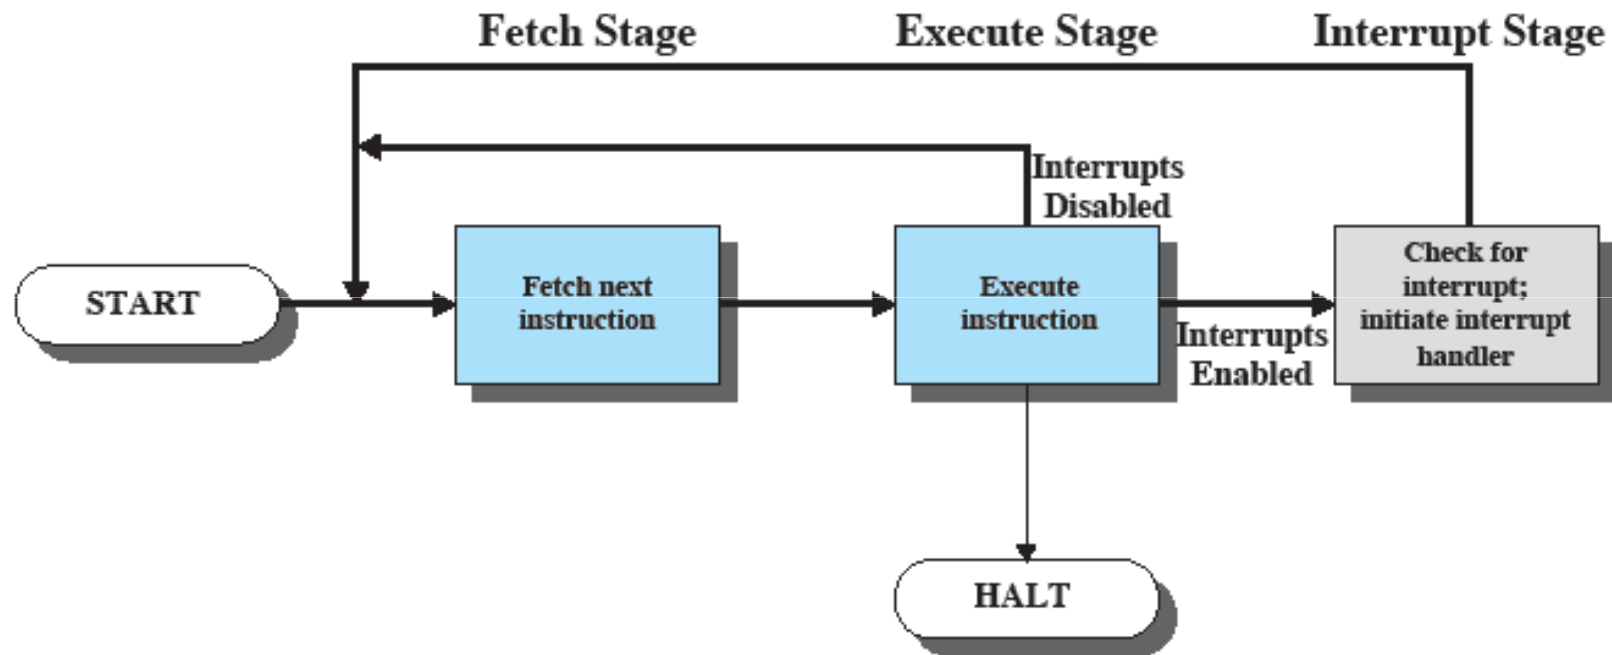 Fetch Stage
Execute Stage
Interrupt Stage
Interrupts
Disabled
START
Fetch next
instruction
Execute
instruction
Interrupts
Enabled
Check for
interrupt;
initiate interrupt
handler
HALT